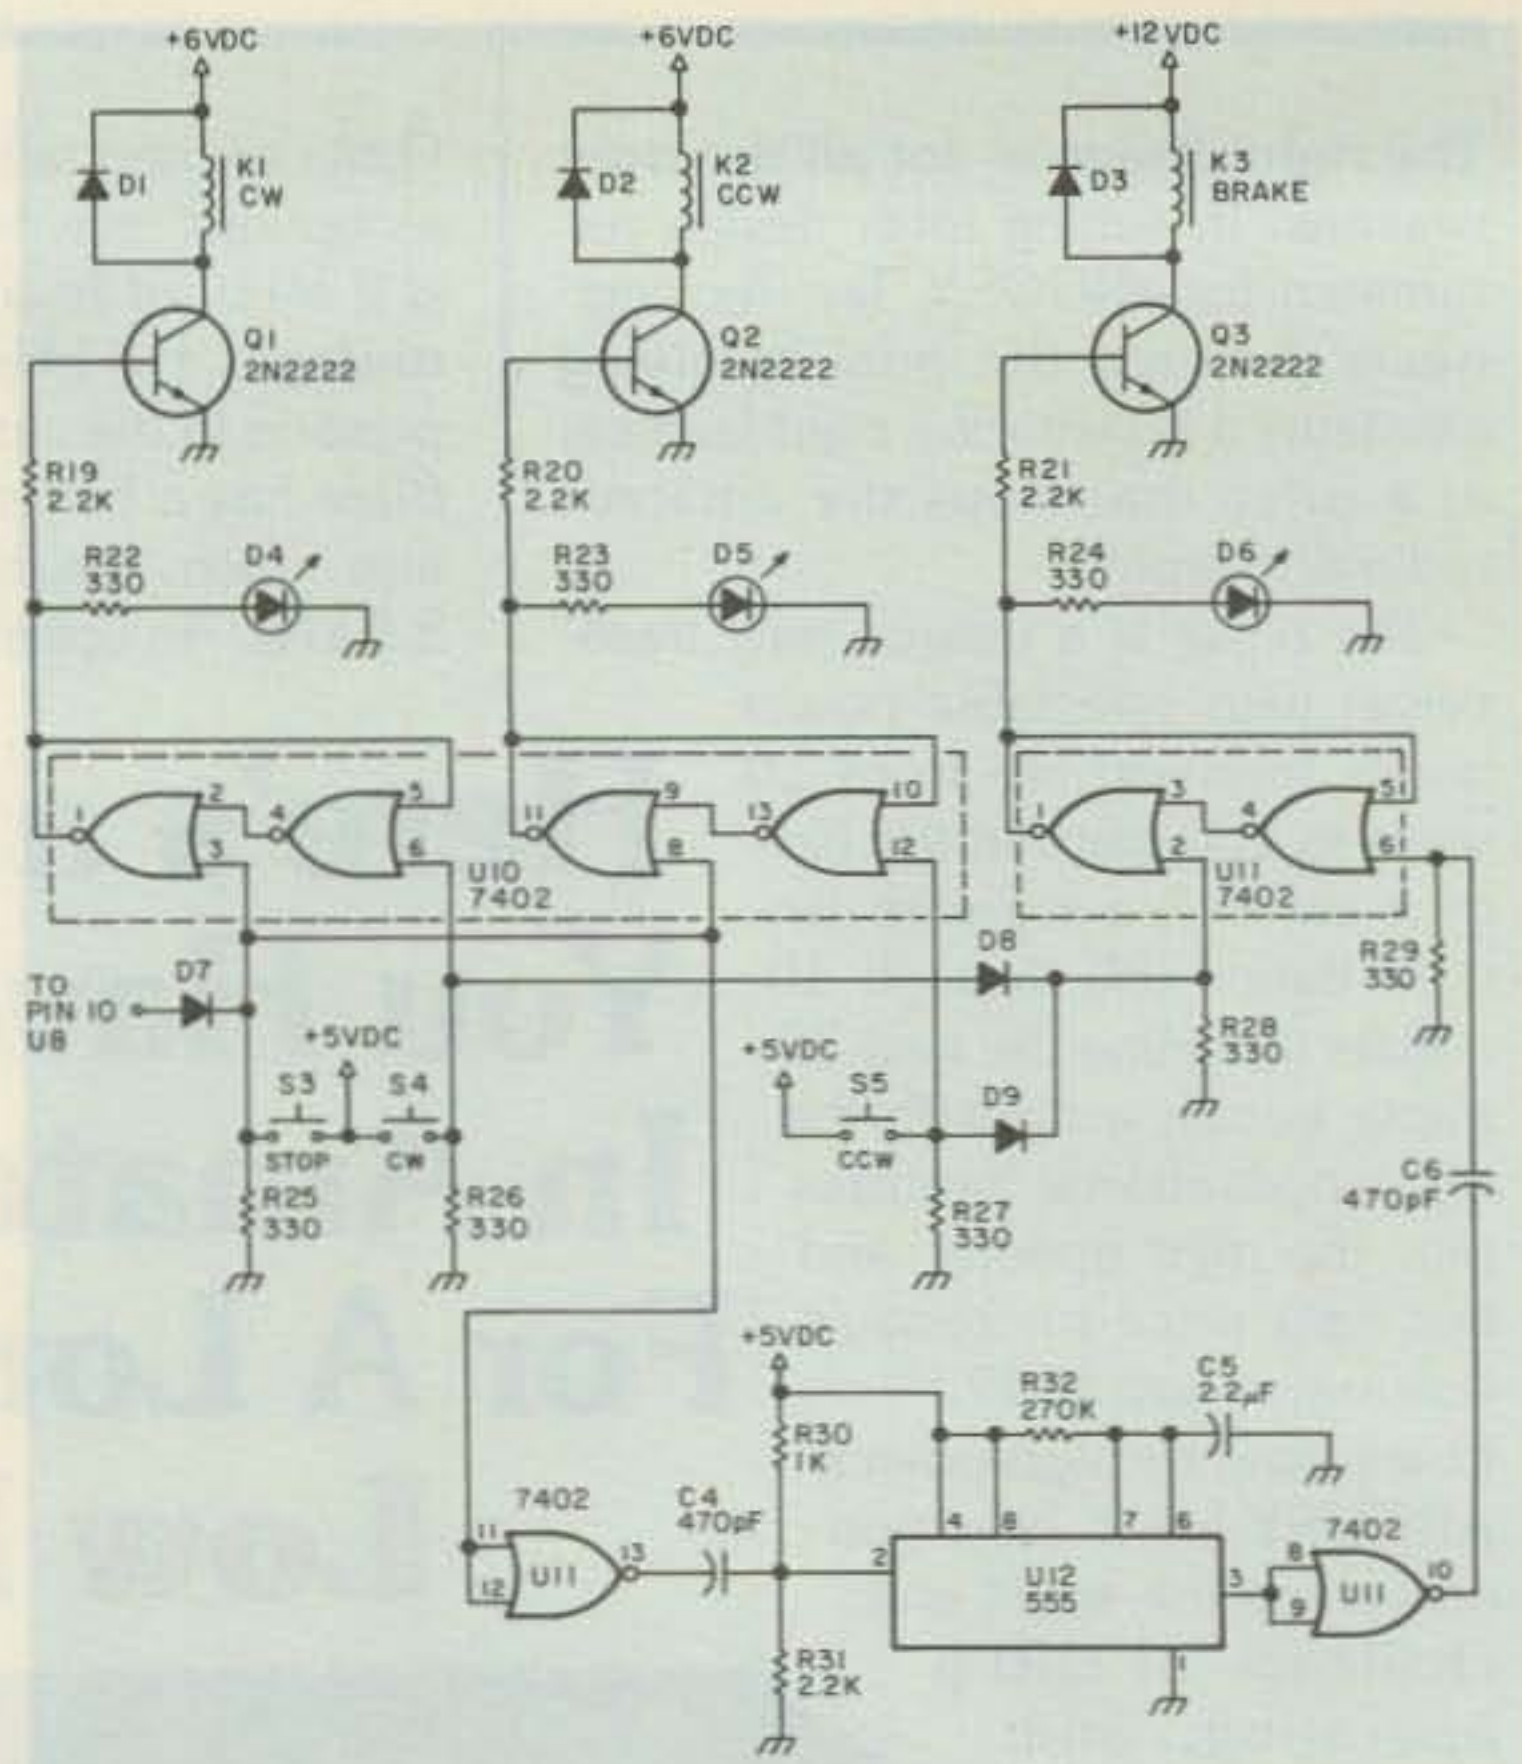 +6VDC
+6VDC
+12VDC
D1
K1
CW
D2
K2
CCW
D3
K3
BRAKE
Q1
2N2222
Q2
2N2222
Q3
2N2222
R19
2.2K
R20
2.2K
R21
2.2K
R22
330
D4
R23
330
D5
R24
330
D6
1
2
3
4
5
6
U10
7402
11
9
8
13
10
12
1
3
2
4
5
6
U11
7402
TO
PIN 10
U8
D7
D8
R29
330
+5VDC
S3
S4
STOP
CW
+5VDC
S5
CCW
D9
R28
330
R25
330
R26
330
R27
330
C6
470pF
+5VDC
R30
1K
R32
270K
C5
2.2µF
7402
11
12
U11
13
C4
470pF
2
4
8
7
6
U12
555
3
1
7402
8
9
U11
10
R31
2.2K